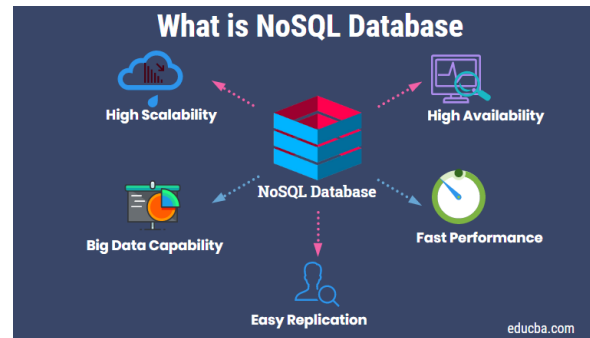 What is NoSQL Database
High Scalability
High Availability
NoSQL Database
Big Data Capability
Fast Performance
Easy Replication
educba.com